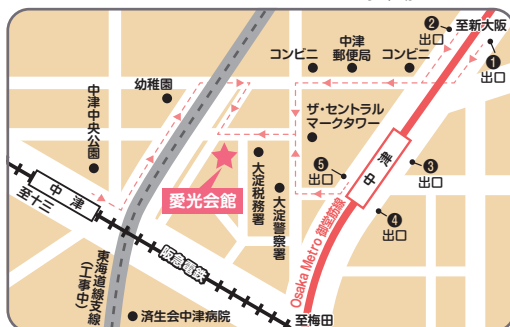 ❷
出口
至新大阪
❶
出口
コンビニ
中津
郵便局
コンビニ
幼稚園
中津中央公園
ザ・セントラル
マークタワー
❺
出口
中津
❸
出口
❹
出口
大淀税務署
大淀警察署
愛光会館
中津
至十三
阪急電鉄
Osaka Metro 御堂筋線
東海道線支線
(工事中)
済生会中津病院
至梅田